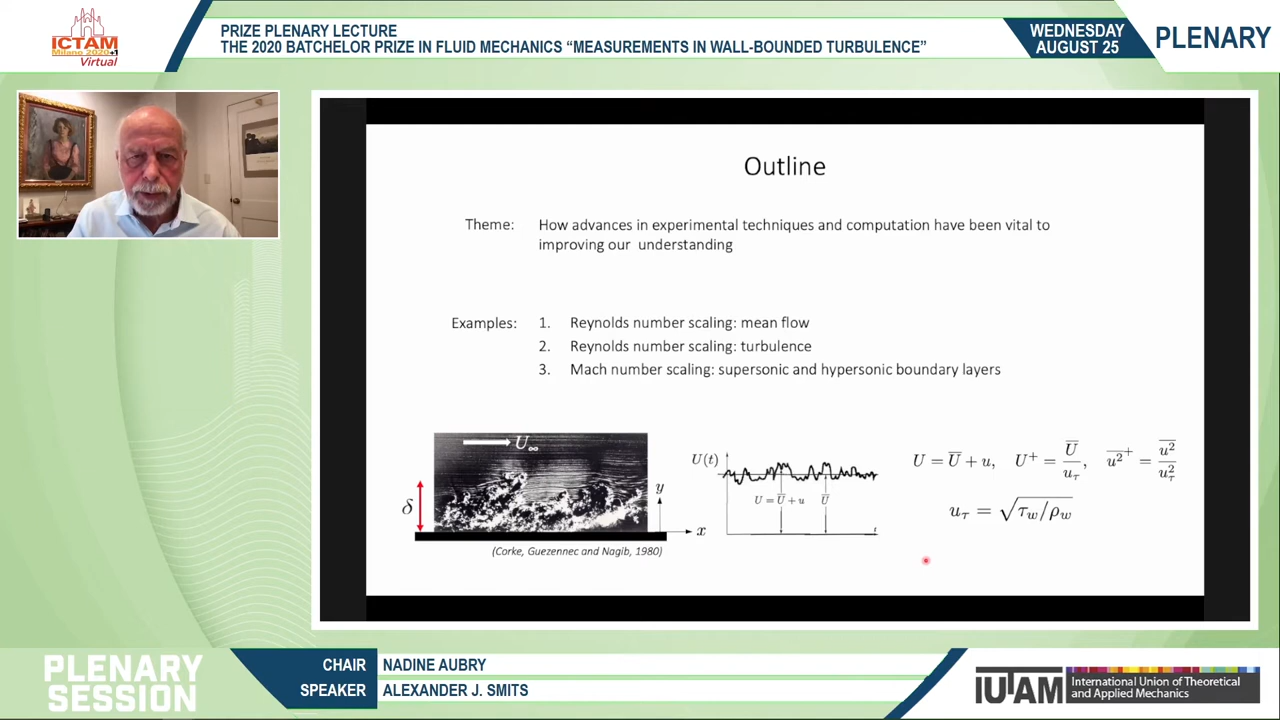 ICTAM
Milano 2020+1
Virtual
PRIZE PLENARY LECTURE
THE 2020 BATCHELOR PRIZE IN FLUID MECHANICS “MEASUREMENTS IN WALL-BOUNDED TURBULENCE”
WEDNESDAY
AUGUST 25
PLENARY
Outline
Theme: How advances in experimental techniques and computation have been vital to
improving our understanding
Examples: 1. Reynolds number scaling: mean flow
2. Reynolds number scaling: turbulence
3. Mach number scaling: supersonic and hypersonic boundary layers
U∞
δ
y
x
(Corke, Guezennec and Nagib, 1980)
U(t)
U = U̅ + u
U̅
t
U = U̅ + u, U⁺ = U̅/u_τ, u̅²⁺ = u̅²/u_τ²
u_τ = √τ_w/ρ_w
PLENARY
SESSION
CHAIR NADINE AUBRY
SPEAKER ALEXANDER J. SMITS
IUTAM
International Union of Theoretical
and Applied Mechanics